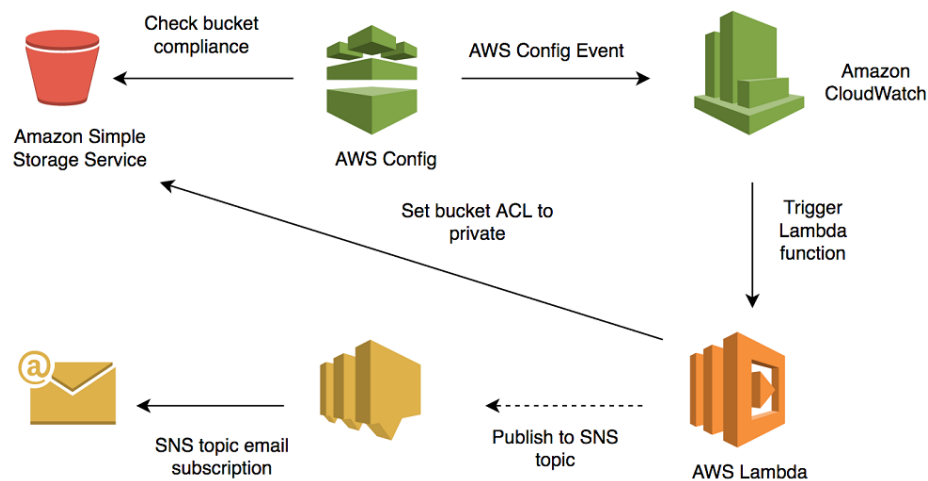 Check bucket
compliance
AWS Config Event
Amazon
CloudWatch
Amazon Simple
Storage Service
AWS Config
Set bucket ACL to
private
Trigger
Lambda
function
@
SNS topic email
subscription
Publish to SNS
topic
AWS Lambda